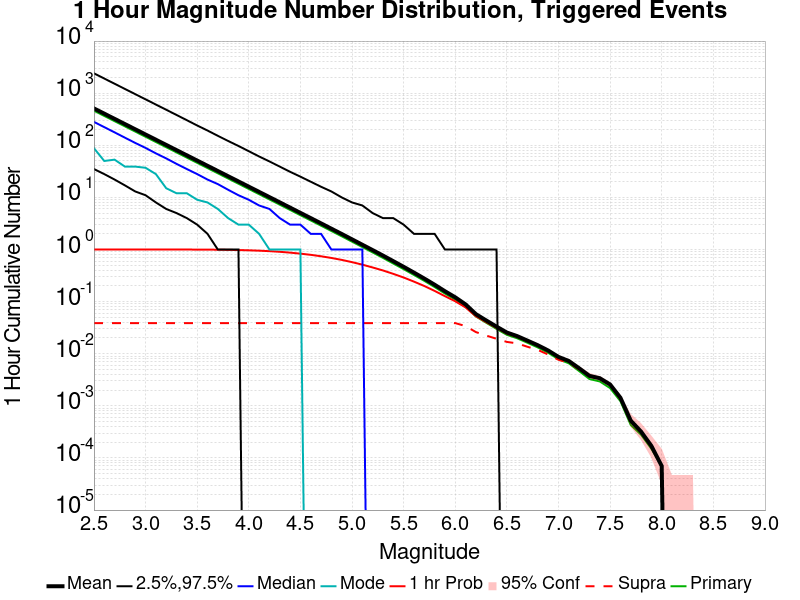 1 Hour Magnitude Number Distribution, Triggered Events
1 Hour Cumulative Number
10^4
10^3
10^2
10^1
10^0
10^-1
10^-2
10^-3
10^-4
10^-5
2.5 3.0 3.5 4.0 4.5 5.0 5.5 6.0 6.5 7.0 7.5 8.0 8.5 9.0
Magnitude
Mean 2.5%,97.5% Median Mode 1 hr Prob 95% Conf Supra Primary